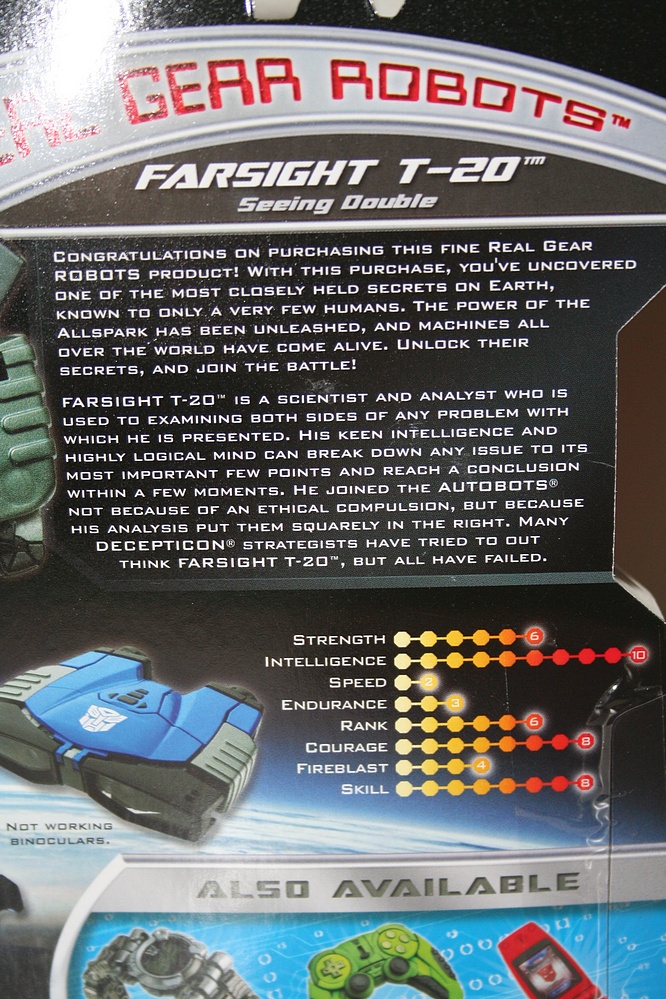 REAL GEAR ROBOTS™
FARSIGHT T-20™
Seeing Double
CONGRATULATIONS ON PURCHASING THIS FINE REAL GEAR
ROBOTS PRODUCT! WITH THIS PURCHASE, YOU'VE UNCOVERED
ONE OF THE MOST CLOSELY HELD SECRETS ON EARTH,
KNOWN TO ONLY A VERY FEW HUMANS. THE POWER OF THE
ALLSPARK HAS BEEN UNLEASHED, AND MACHINES ALL
OVER THE WORLD HAVE COME ALIVE. UNLOCK THEIR
SECRETS, AND JOIN THE BATTLE!
FARSIGHT T-20™ IS A SCIENTIST AND ANALYST WHO IS
USED TO EXAMINING BOTH SIDES OF ANY PROBLEM WITH
WHICH HE IS PRESENTED. HIS KEEN INTELLIGENCE AND
HIGHLY LOGICAL MIND CAN BREAK DOWN ANY ISSUE TO ITS
MOST IMPORTANT FEW POINTS AND REACH A CONCLUSION
WITHIN A FEW MOMENTS. HE JOINED THE AUTOBOTS®
NOT BECAUSE OF AN ETHICAL COMPULSION, BUT BECAUSE
HIS ANALYSIS PUT THEM SQUARELY IN THE RIGHT. MANY
DECEPTICON® STRATEGISTS HAVE TRIED TO OUT
THINK FARSIGHT T-20™, BUT ALL HAVE FAILED.
STRENGTH 6
INTELLIGENCE 10
SPEED 2
ENDURANCE 3
RANK 6
COURAGE 8
FIREBLAST 4
SKILL 8
NOT WORKING
BINOCULARS.
ALSO AVAILABLE